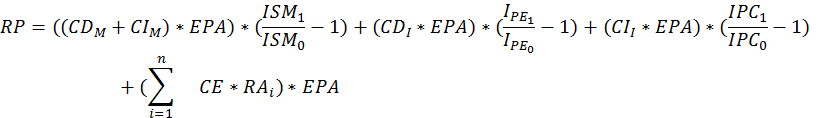 RP = ((CD_M + CI_M) * EPA) * (ISM_1/ISM_0 − 1) + (CD_I * EPA) * (I_PE_1/I_PE_0 − 1) + (CI_I * EPA) * (IPC_1/IPC_0 − 1)
+ (∑_{i=1}^{n} CE * RA_i) * EPA